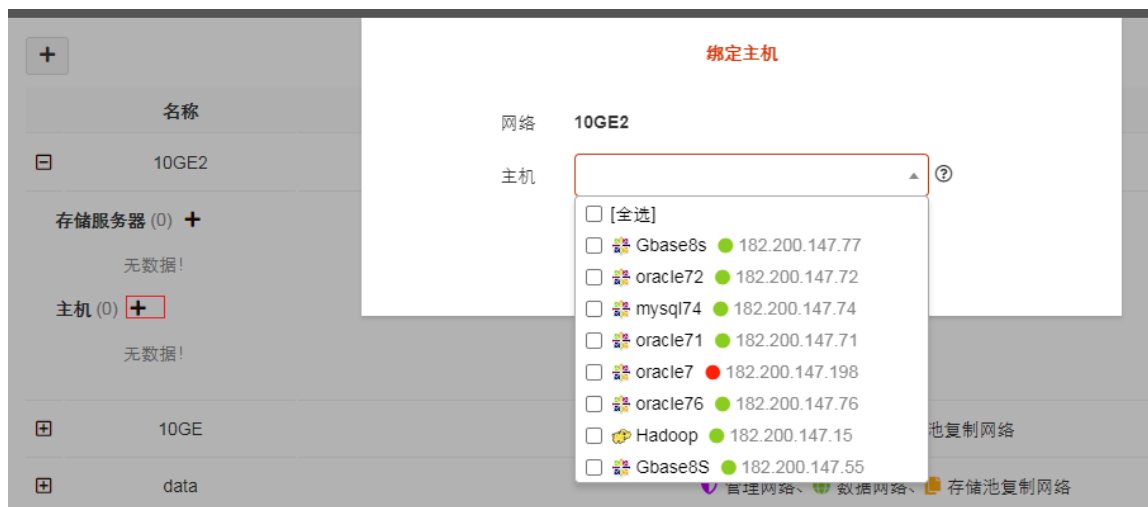 绑定主机
名称
网络 10GE2
10GE2
主机
存储服务器 (0)
无数据!
主机 (0)
无数据!
[全选]
Gbase8s 182.200.147.77
oracle72 182.200.147.72
mysql74 182.200.147.74
oracle71 182.200.147.71
oracle7 182.200.147.198
oracle76 182.200.147.76
Hadoop 182.200.147.15
Gbase8S 182.200.147.55
10GE 池复制网络
data 管理网络、 数据网络、 存储池复制网络